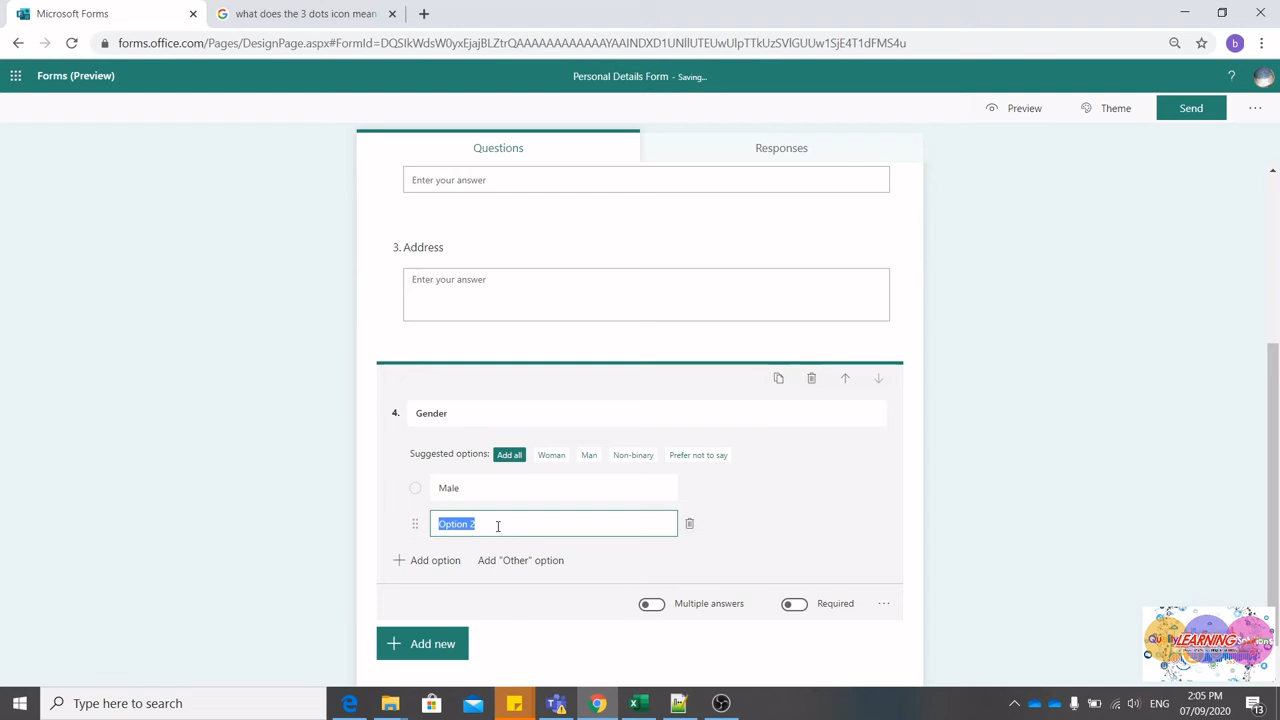 Microsoft Forms
what does the 3 dots icon mean
forms.office.com/Pages/DesignPage.aspx#FormId=DQSIkWdsW0yxEjajBLZtrQAAAAAAAAAAAAYAAINDXD1UNllUTEUwUlpTTkUzSVlGUUw1SjE4T1dFMS4u
b
Forms (Preview)
Personal Details Form - Saving...
?
Preview
Theme
Send
Questions
Responses
Enter your answer
3. Address
Enter your answer
4. Gender
Suggested options: Add all Woman Man Non-binary Prefer not to say
Male
Option 2
Add option
Add "Other" option
Multiple answers
Required
Add new
LEARNING
Type here to search
ENG
2:05 PM
07/09/2020
13